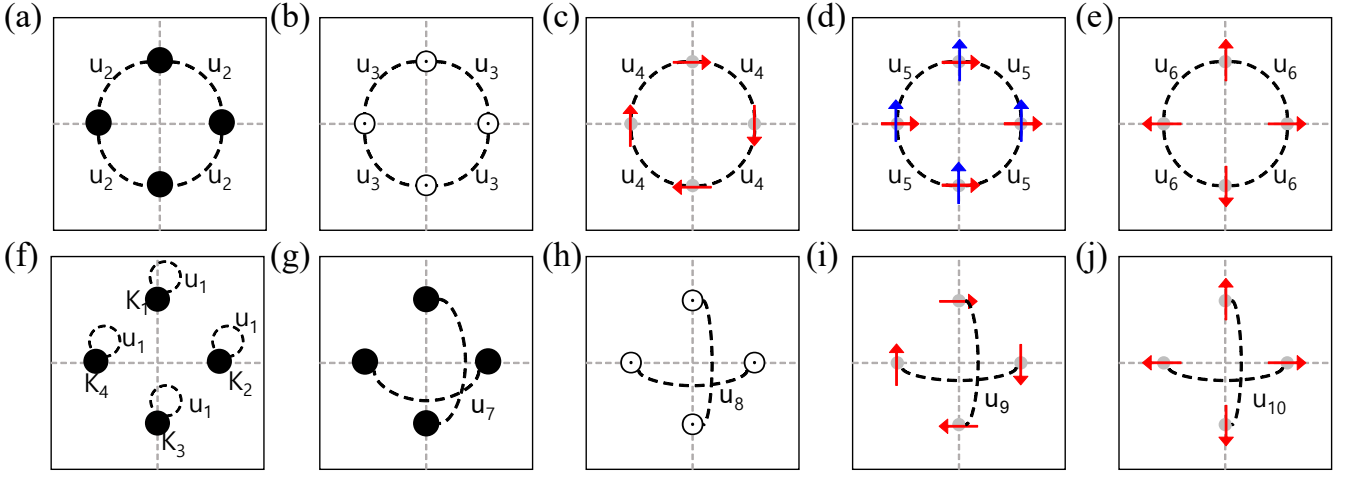 (a) (b) (c) (d) (e)
u₂ u₂ u₃ u₃ u₄ u₄ u₅ u₅ u₆ u₆
u₂ u₂ u₃ u₃ u₄ u₄ u₅ u₅ u₆ u₆
(f) (g) (h) (i) (j)
u₁
K₁
u₁ u₁
K₄ K₂
u₁
K₃
u₇ u₈ u₉ u₁₀